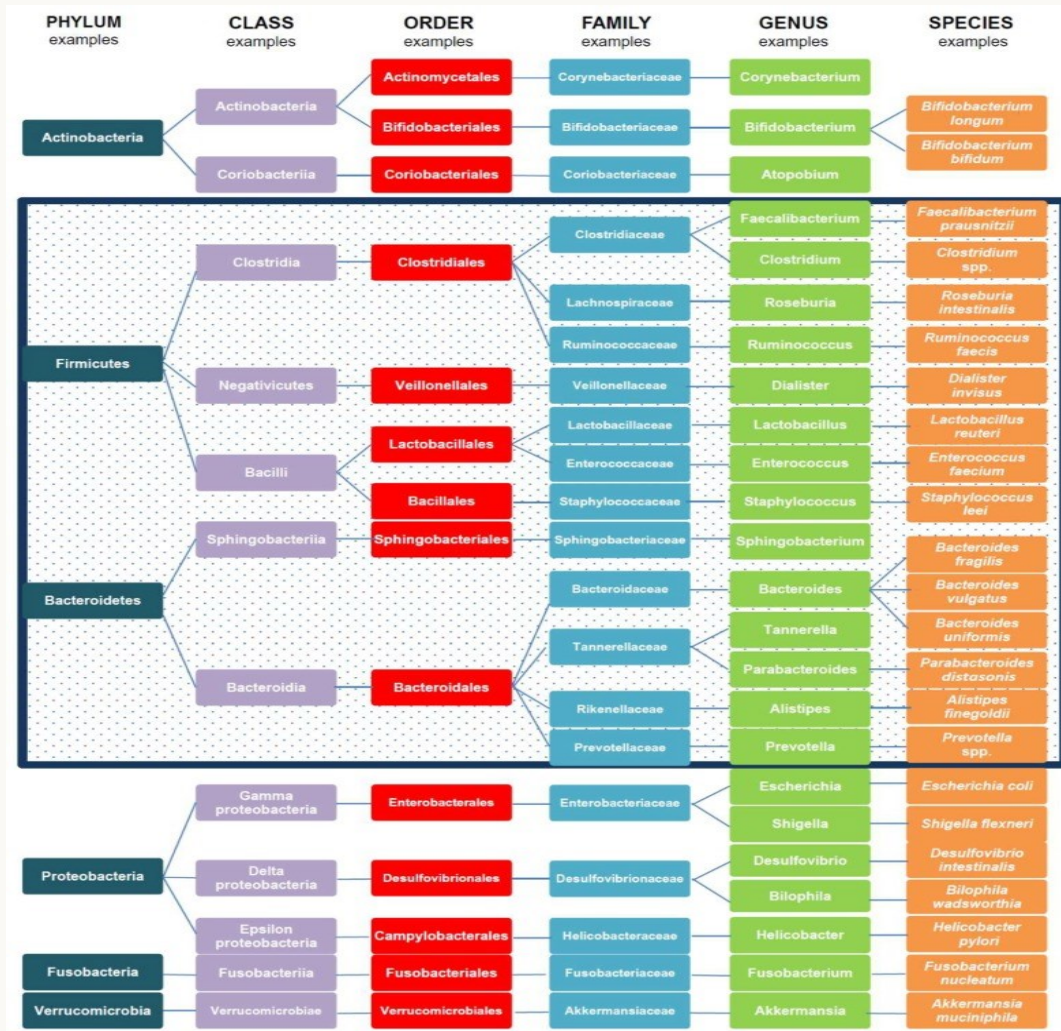 PHYLUM CLASS ORDER FAMILY GENUS SPECIES
examples examples examples examples examples examples
Actinomycetales Corynebacteriaceae Corynebacterium
Actinobacteria
Bifidobacterium
longum
Actinobacteria Bifidobacteriales Bifidobacteriaceae Bifidobacterium
Bifidobacterium
bifidum
Coriobacteriia Coriobacteriales Coriobacteriaceae Atopobium
Faecalibacterium Faecalibacterium
prausnitzii
Clostridiaceae
Clostridia Clostridiales Clostridium Clostridium
spp.
Lachnospiraceae Roseburia Roseburia
intestinalis
Firmicutes Ruminococcaceae Ruminococcus Ruminococcus
faecis
Negativicutes Veillonellales Veillonellaceae Dialister Dialister
invisus
Lactobacillales Lactobacillaceae Lactobacillus Lactobacillus
reuteri
Bacilli Enterococcaceae Enterococcus Enterococcus
faecium
Bacillales Staphylococcaceae Staphylococcus Staphylococcus
leei
Sphingobacteriia Sphingobacteriales Sphingobacteriaceae Sphingobacterium
Bacteroides
fragilis
Bacteroidetes Bacteroidaceae Bacteroides Bacteroides
vulgatus
Tannerella Bacteroides
uniformis
Tannerellaceae
Parabacteroides Parabacteroides
distasonis
Bacteroidia Bacteroidales
Rikenellaceae Alistipes Alistipes
finegoldii
Prevotellaceae Prevotella Prevotella
spp.
Gamma
proteobacteria Enterobacterales Enterobacteriaceae Escherichia Escherichia coli
Shigella Shigella flexneri
Proteobacteria Delta
proteobacteria Desulfovibrionales Desulfovibrionaceae Desulfovibrio Desulfovibrio
intestinalis
Bilophila Bilophila
wadsworthia
Epsilon
proteobacteria Campylobacterales Helicobacteraceae Helicobacter Helicobacter
pylori
Fusobacteria Fusobacteriia Fusobacteriales Fusobacteriaceae Fusobacterium Fusobacterium
nucleatum
Verrucomicrobia Verrucomicrobiae Verrucomicrobiales Akkermansiaceae Akkermansia Akkermansia
muciniphila